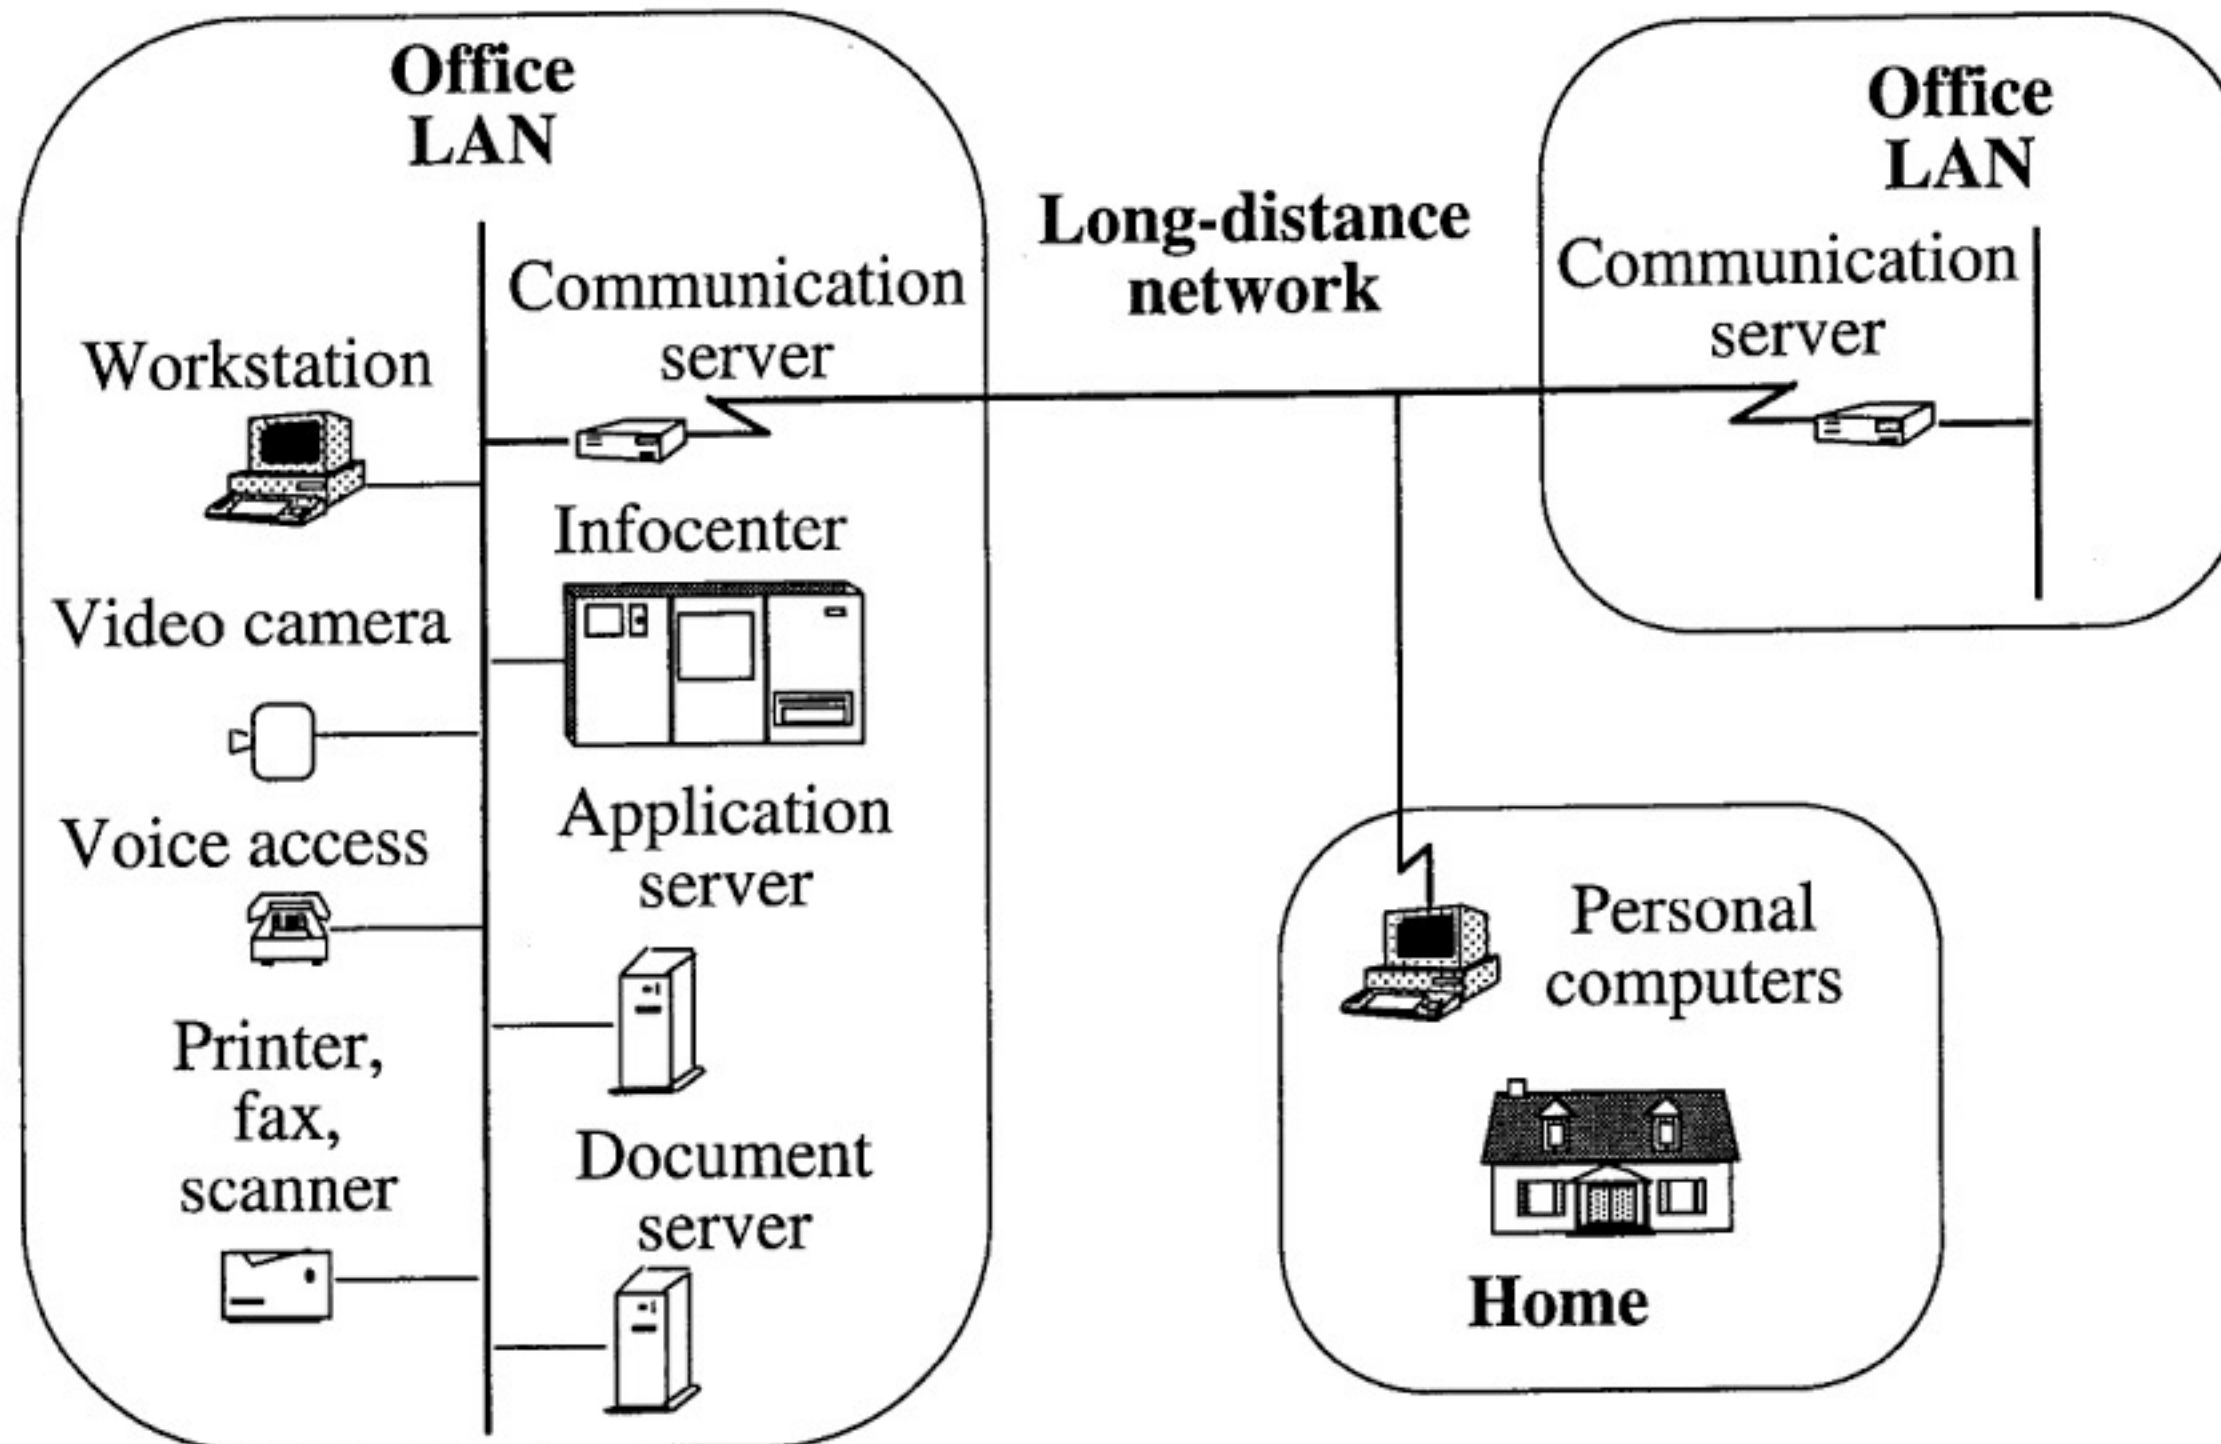 Office
LAN
Communication
server
Workstation
Infocenter
Video camera
Application
server
Voice access
Printer,
fax,
scanner
Document
server
Long-distance
network
Office
LAN
Communication
server
Personal
computers
Home